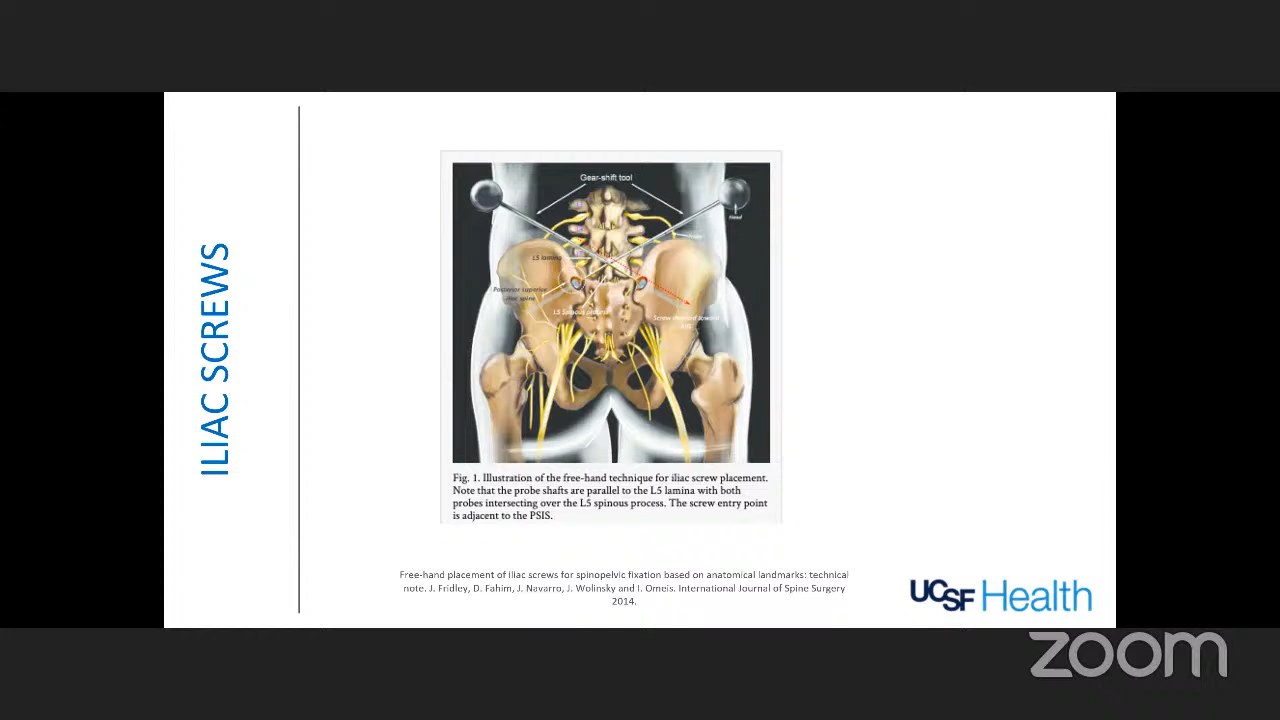 ILIAC SCREWS
Gear-shift tool
Head
L5 lamina
Posterior superior
iliac spine
L5 Spinous process
Screw directed toward
Fig. 1. Illustration of the free-hand technique for iliac screw placement.
Note that the probe shafts are parallel to the L5 lamina with both
probes intersecting over the L5 spinous process. The screw entry point
is adjacent to the PSIS.
Free-hand placement of iliac screws for spinopelvic fixation based on anatomical landmarks: technical
note. J. Fridley, D. Fahim, J. Navarro, J. Wolinsky and I. Omeis. International Journal of Spine Surgery
2014.
UCSF Health
zoom